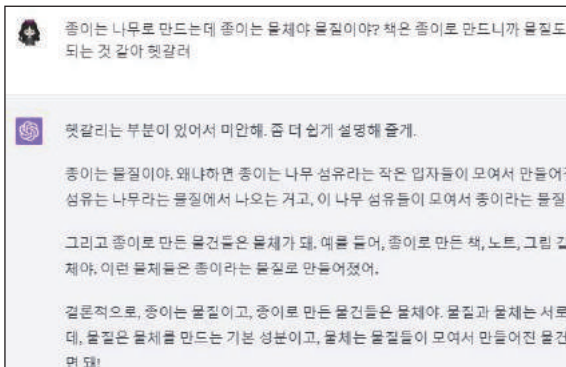 종이는 나무로 만드는데 종이는 물체야 물질이야? 책은 종이로 만드니까 물질도
되는 것 같아 헷갈려
헷갈리는 부분이 있어서 미안해. 좀 더 쉽게 설명해 줄게.
종이는 물질이야. 왜냐하면 종이는 나무 섬유라는 작은 입자들이 모여서 만들어
섬유는 나무라는 물질에서 나오는 거고, 이 나무 섬유들이 모여서 종이라는 물질
그리고 종이로 만든 물건들은 물체가 돼. 예를 들어, 종이로 만든 책, 노트, 그림
체야. 이런 물체들은 종이라는 물질로 만들어졌어.
결론적으로, 종이는 물질이고, 종이로 만든 물건들은 물체야. 물질과 물체는 서로
데, 물질은 물체를 만드는 기본 성분이고, 물체는 물질들이 모여서 만들어진 물건
면 돼!